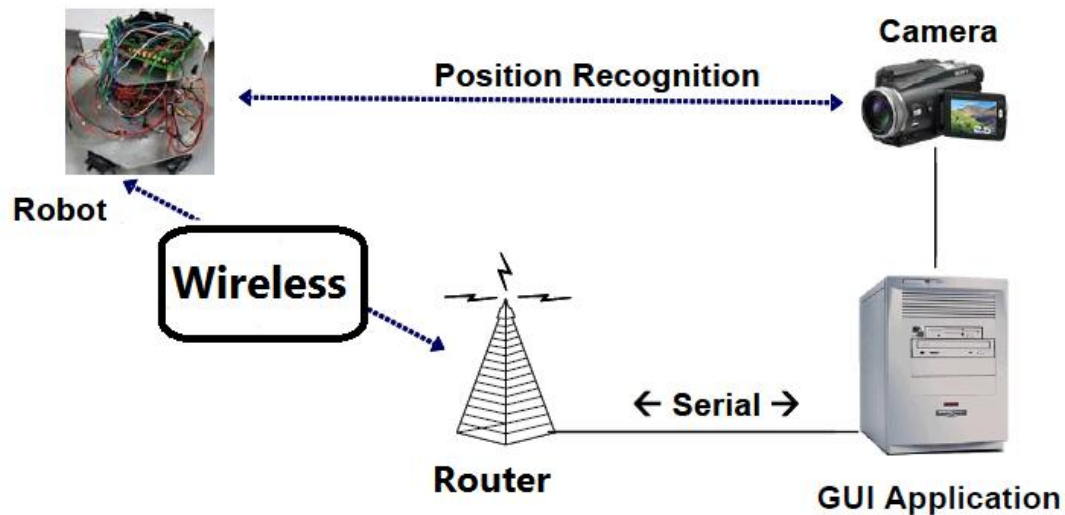 Camera
Position Recognition
Robot
Wireless
← Serial →
Router
GUI Application